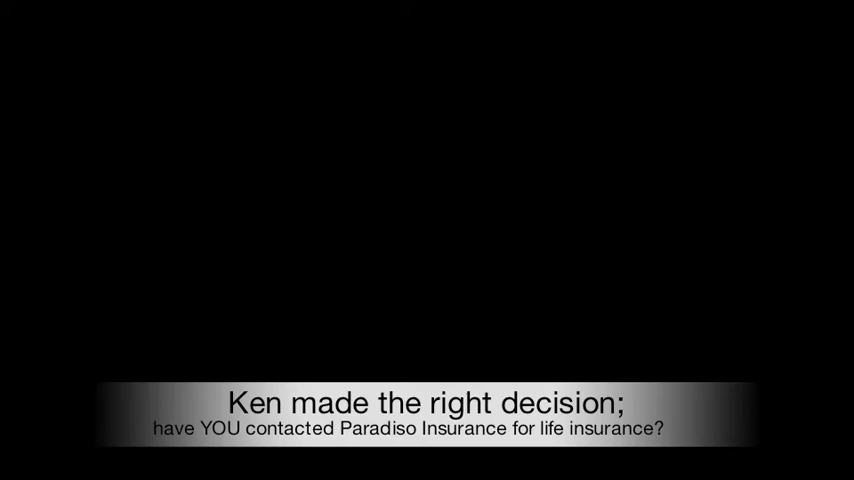 Ken made the right decision;
have YOU contacted Paradiso Insurance for life insurance?